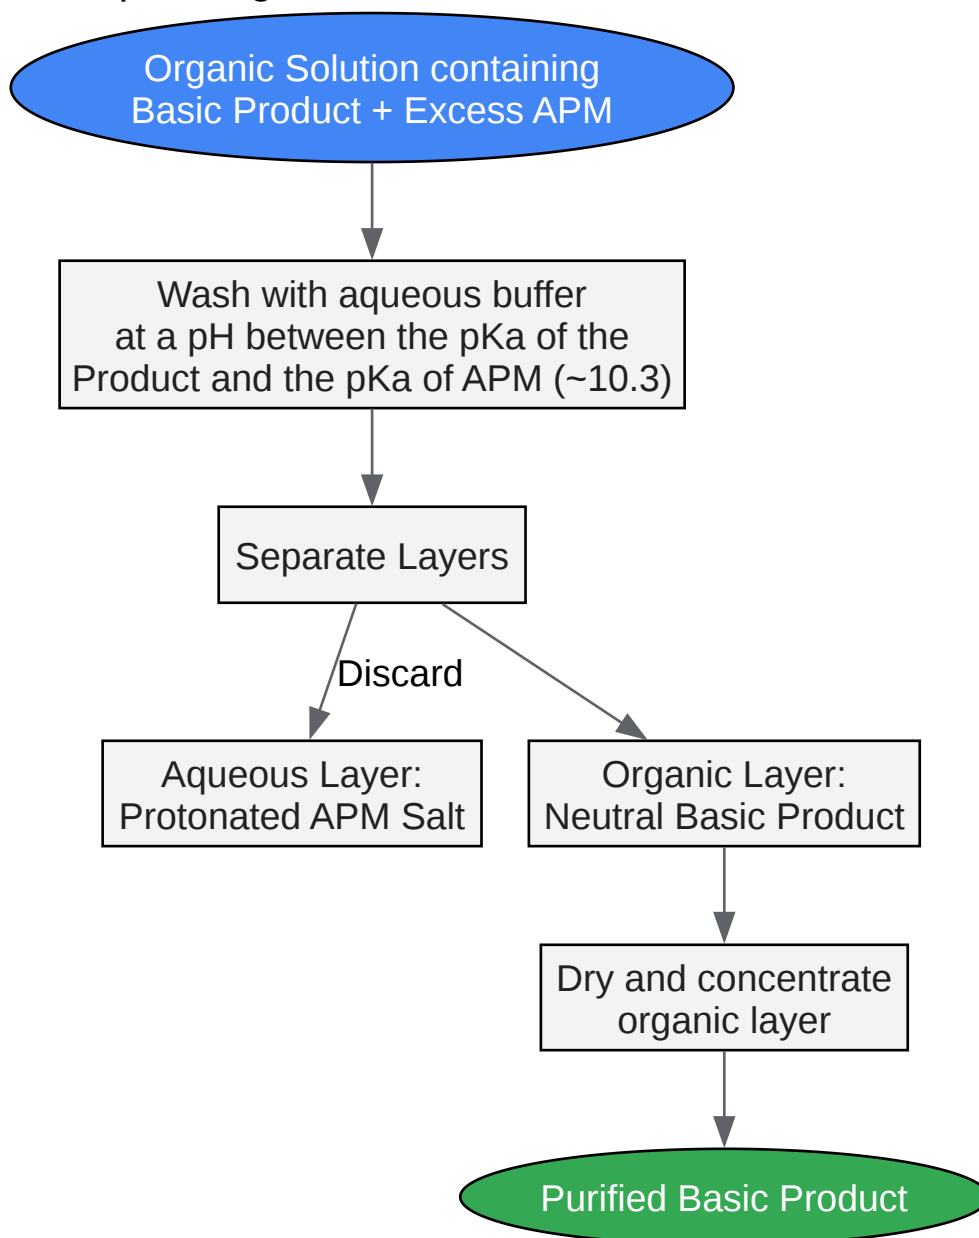 Organic Solution containing
Basic Product + Excess APM
Wash with aqueous buffer
at a pH between the pKa of the
Product and the pKa of APM (~10.3)
Separate Layers
Discard
Aqueous Layer:
Protonated APM Salt
Organic Layer:
Neutral Basic Product
Dry and concentrate
organic layer
Purified Basic Product